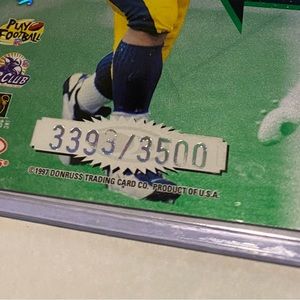 PLAY
FOOTBALL
CLUB
3393/3500
©1997 DONRUSS TRADING CARD CO. PRODUCT OF U.S.A.